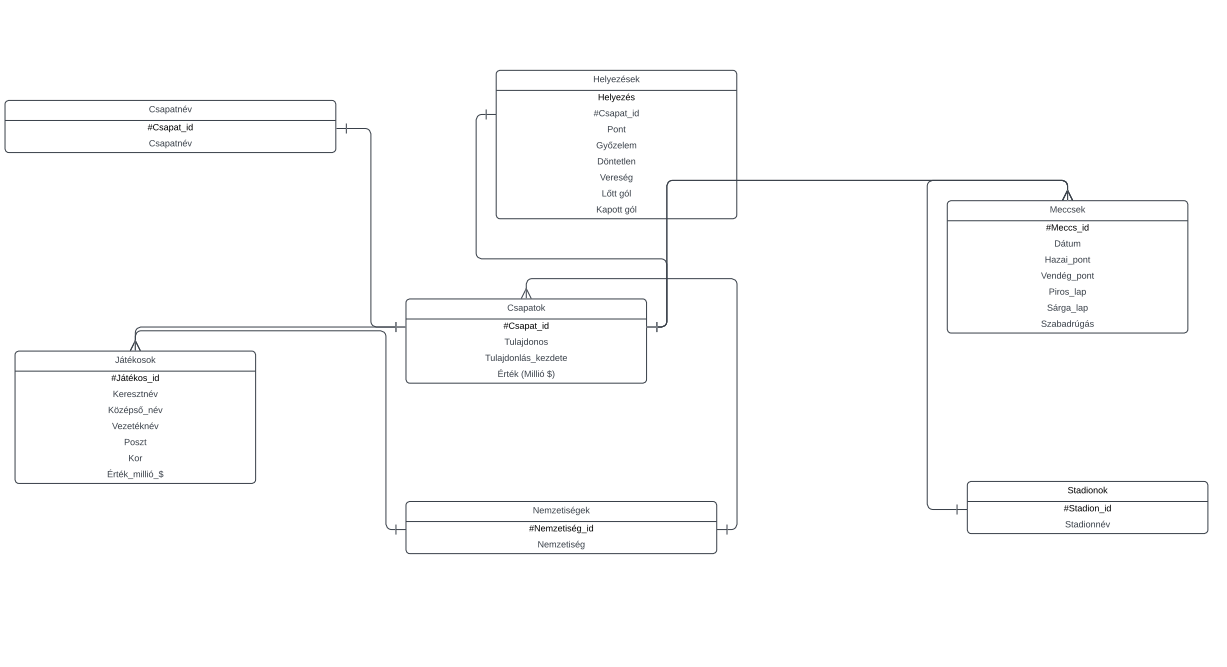 Csapatnév
#Csapat_id
Csapatnév
Helyezések
Helyezés
#Csapat_id
Pont
Győzelem
Döntetlen
Vereség
Lőtt gól
Kapott gól
Meccsek
#Meccs_id
Dátum
Hazai_pont
Vendég_pont
Piros_lap
Sárga_lap
Szabadrúgás
Csapatok
#Csapat_id
Tulajdonos
Tulajdonlás_kezdete
Érték (Millió $)
Játékosok
#Játékos_id
Keresztnév
Középső_név
Vezetéknév
Poszt
Kor
Érték_millió_$
Nemzetiségek
#Nemzetiség_id
Nemzetiség
Stadionok
#Stadion_id
Stadionnév